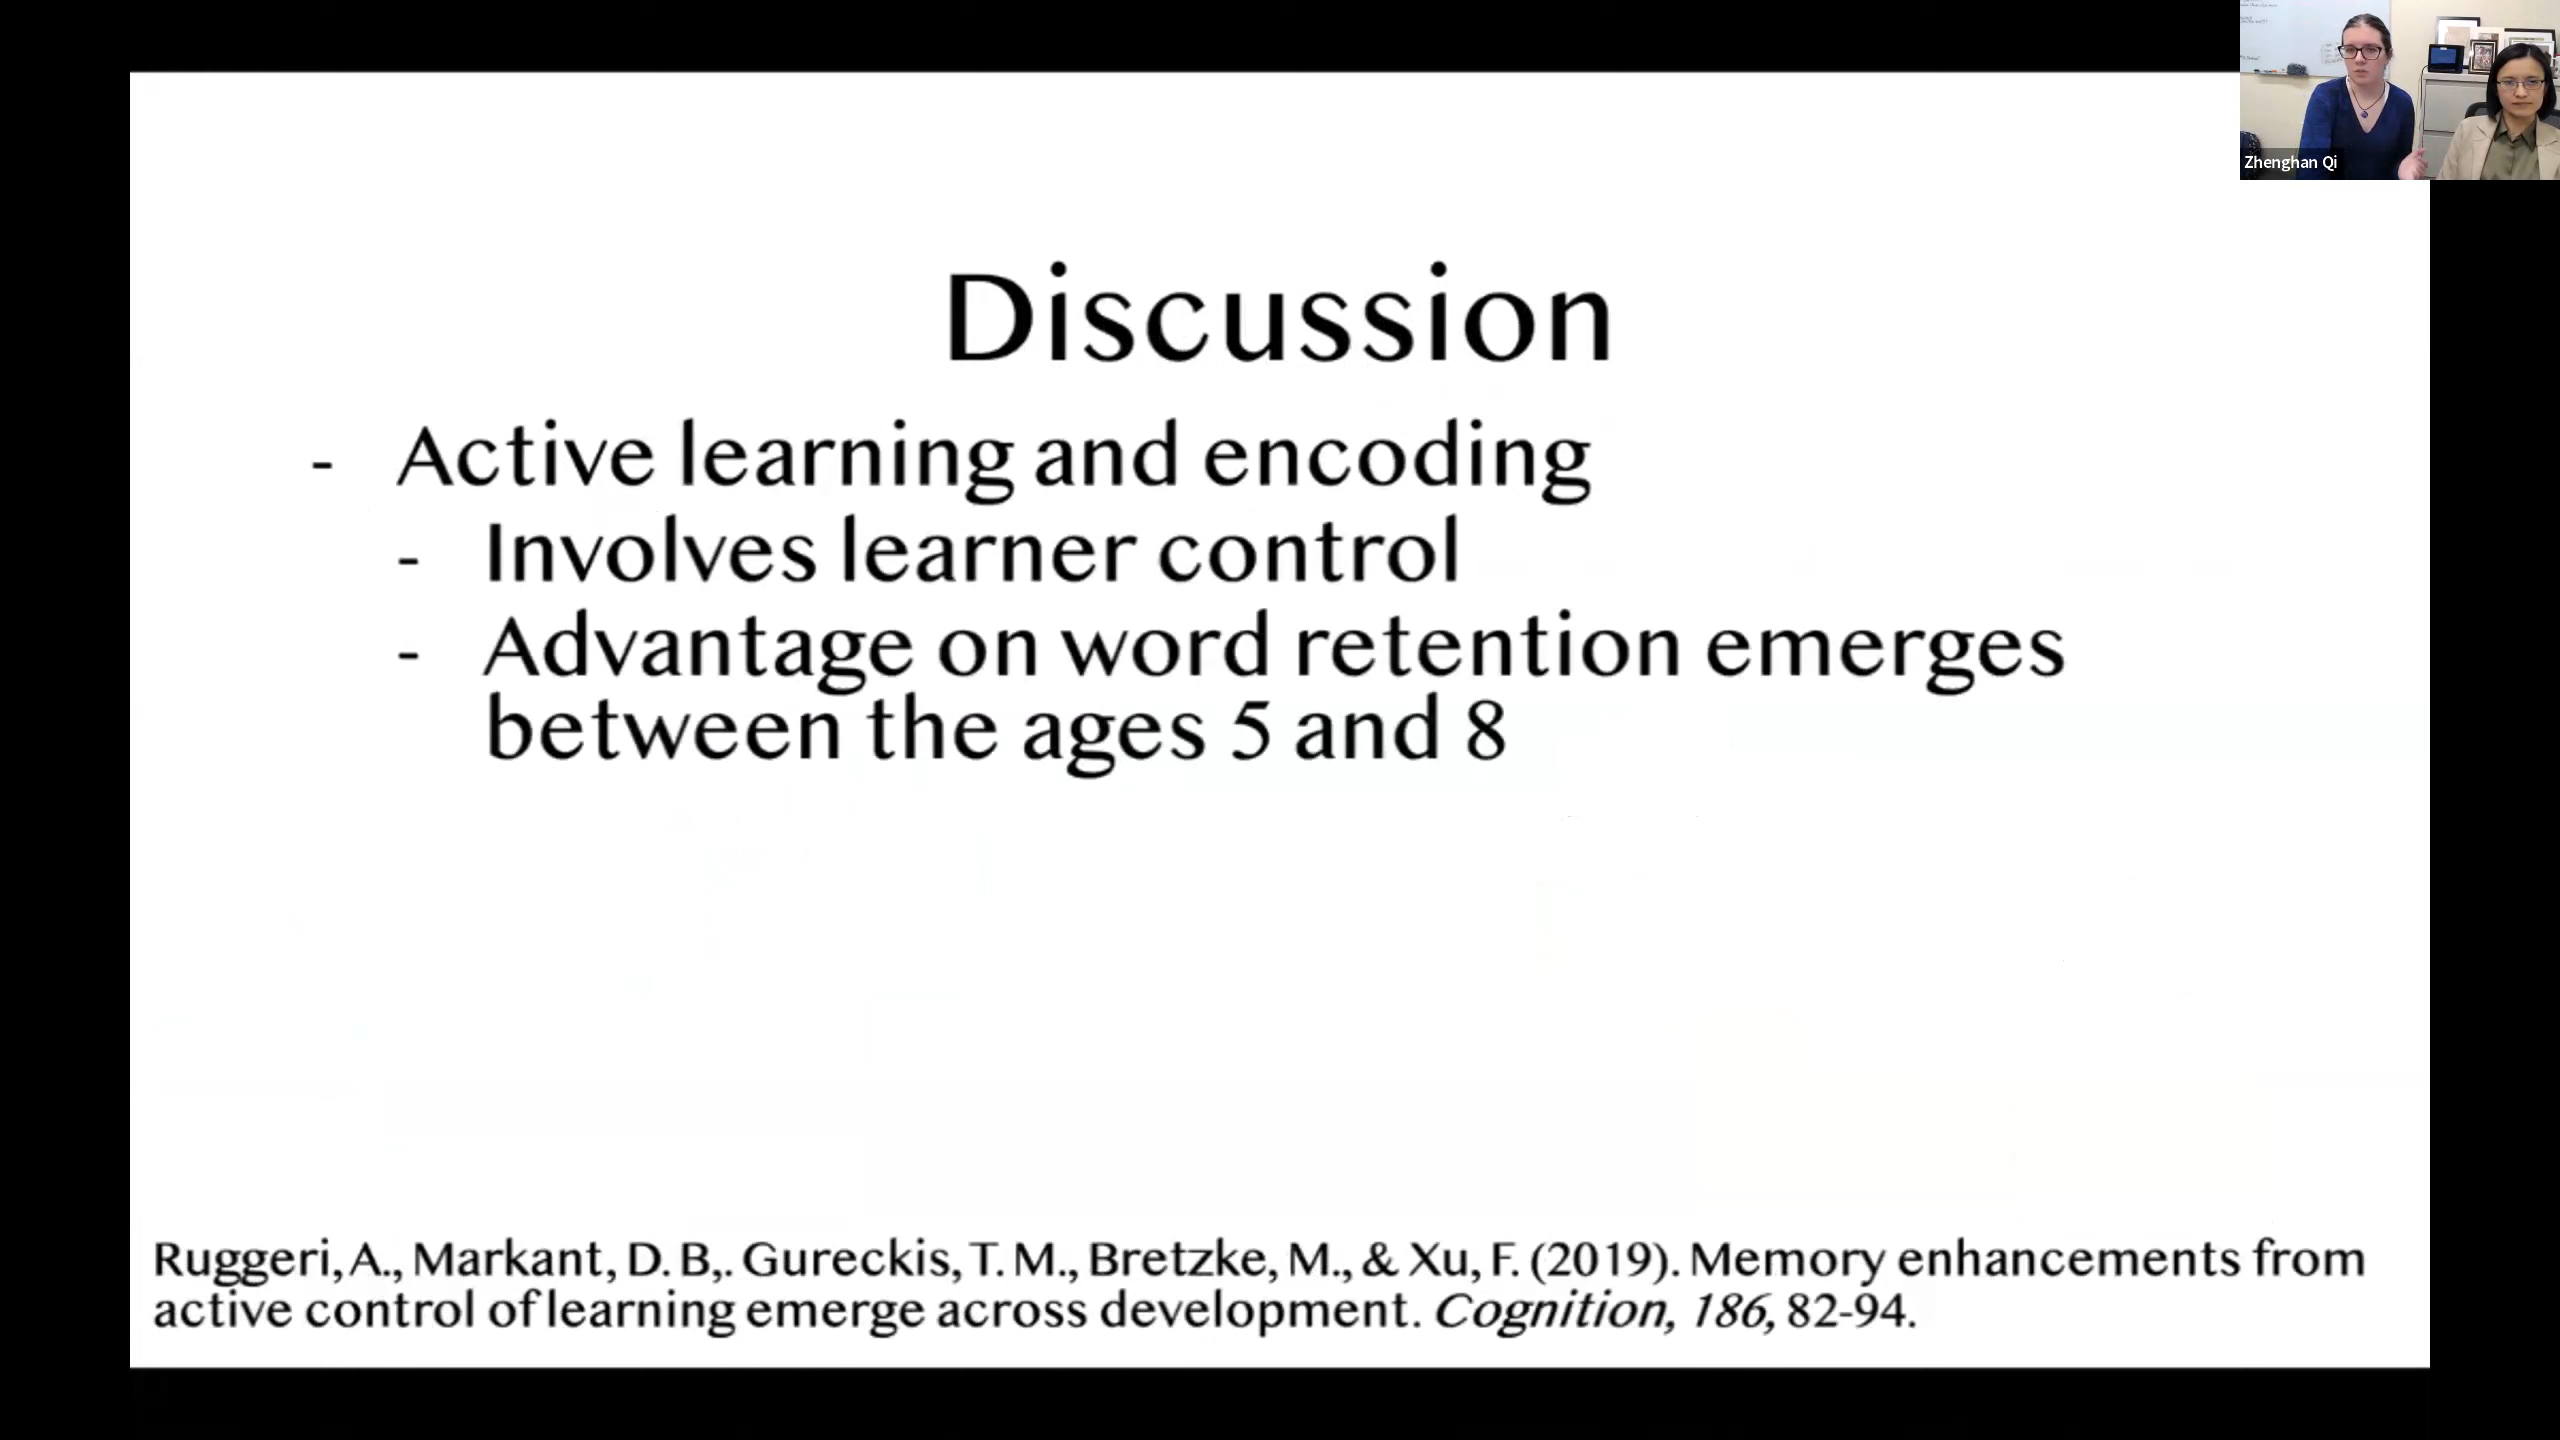 Zhenghan Qi
Discussion
- Active learning and encoding
- Involves learner control
- Advantage on word retention emerges
between the ages 5 and 8
Ruggeri, A., Markant, D. B,. Gureckis, T. M., Bretzke, M., & Xu, F. (2019). Memory enhancements from
active control of learning emerge across development. Cognition, 186, 82-94.